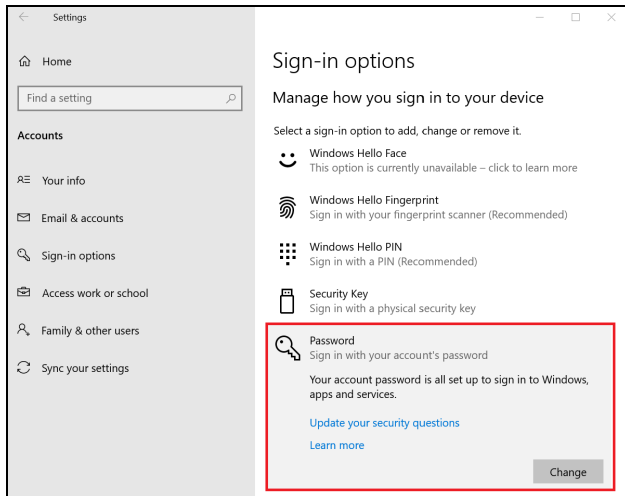 Settings
Home
Find a setting
Accounts
Your info
Email & accounts
Sign-in options
Access work or school
Family & other users
Sync your settings
Sign-in options
Manage how you sign in to your device
Select a sign-in option to add, change or remove it.
Windows Hello Face
This option is currently unavailable – click to learn more
Windows Hello Fingerprint
Sign in with your fingerprint scanner (Recommended)
Windows Hello PIN
Sign in with a PIN (Recommended)
Security Key
Sign in with a physical security key
Password
Sign in with your account's password
Your account password is all set up to sign in to Windows,
apps and services.
Update your security questions
Learn more
Change